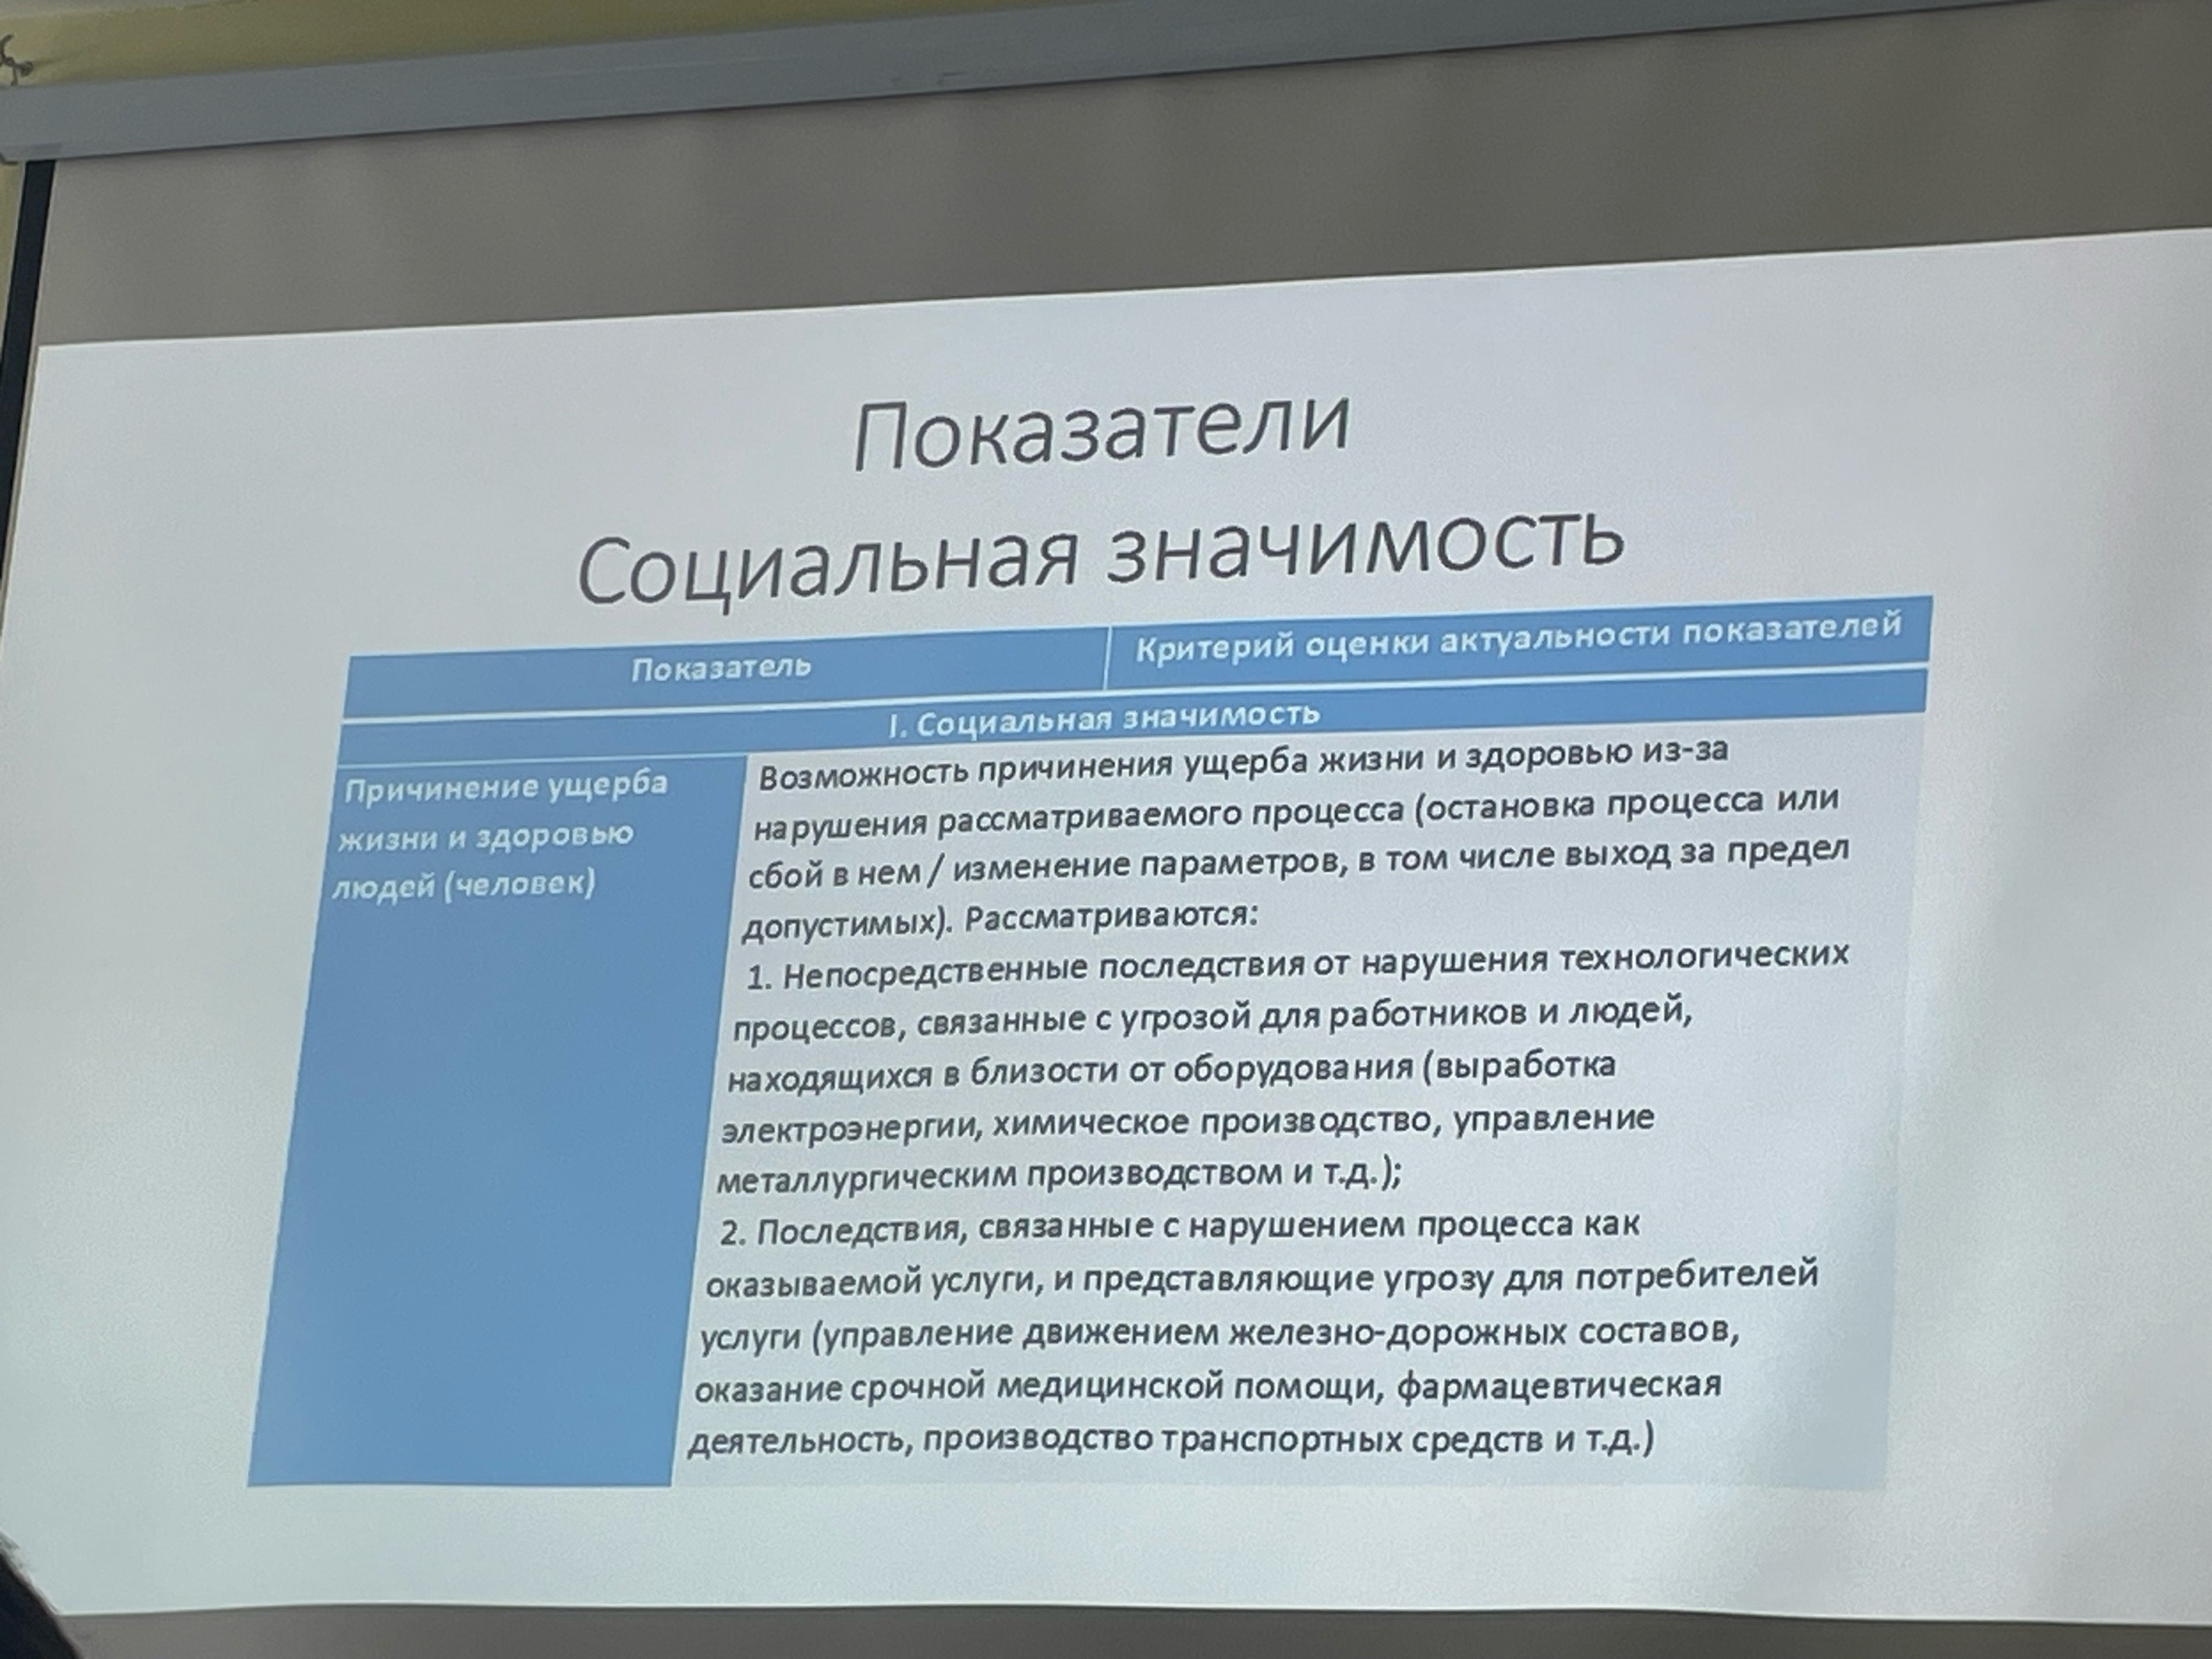 Показатели
Социальная значимость
Показатель
Критерий оценки актуальности показателей
I. Социальная значимость
Причинение ущерба
жизни и здоровью
людей (человек)
Возможность причинения ущерба жизни и здоровью из-за
нарушения рассматриваемого процесса (остановка процесса или
сбой в нем / изменение параметров, в том числе выход за предел
допустимых). Рассматриваются:
1. Непосредственные последствия от нарушения технологических
процессов, связанные с угрозой для работников и людей,
находящихся в близости от оборудования (выработка
электроэнергии, химическое производство, управление
металлургическим производством и т.д.);
2. Последствия, связанные с нарушением процесса как
оказываемой услуги, и представляющие угрозу для потребителей
услуги (управление движением железно-дорожных составов,
оказание срочной медицинской помощи, фармацевтическая
деятельность, производство транспортных средств и т.д.)